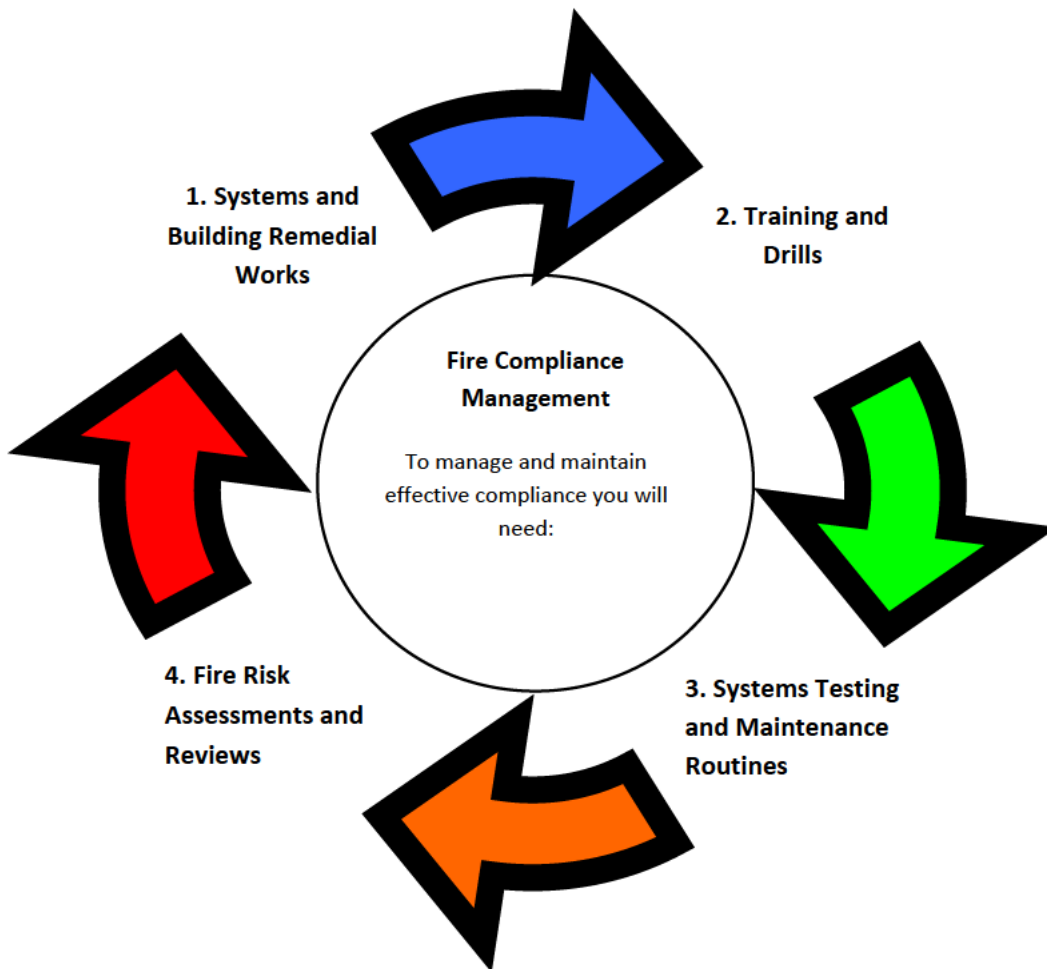 1. Systems and
Building Remedial
Works
2. Training and
Drills
Fire Compliance
Management
To manage and maintain
effective compliance you will
need:
3. Systems Testing
and Maintenance
Routines
4. Fire Risk
Assessments and
Reviews